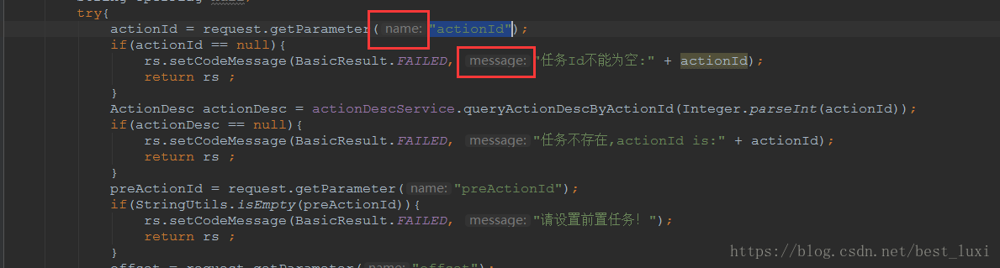 try{
actionId = request.getParameter( name: "actionId");
if(actionId == null){
rs.setCodeMessage(BasicResult.FAILED, message: "任务Id不能为空:" + actionId);
return rs ;
}
ActionDesc actionDesc = actionDescService.queryActionDescByActionId(Integer.parseInt(actionId));
if(actionDesc == null){
rs.setCodeMessage(BasicResult.FAILED, message: "任务不存在,actionId is:" + actionId);
return rs ;
}
preActionId = request.getParameter( name: "preActionId");
if(StringUtils.isEmpty(preActionId)){
rs.setCodeMessage(BasicResult.FAILED, message: "请设置前置任务！");
return rs ;
}
offset = request.getParameter( name: "offset");
https://blog.csdn.net/best_luxi